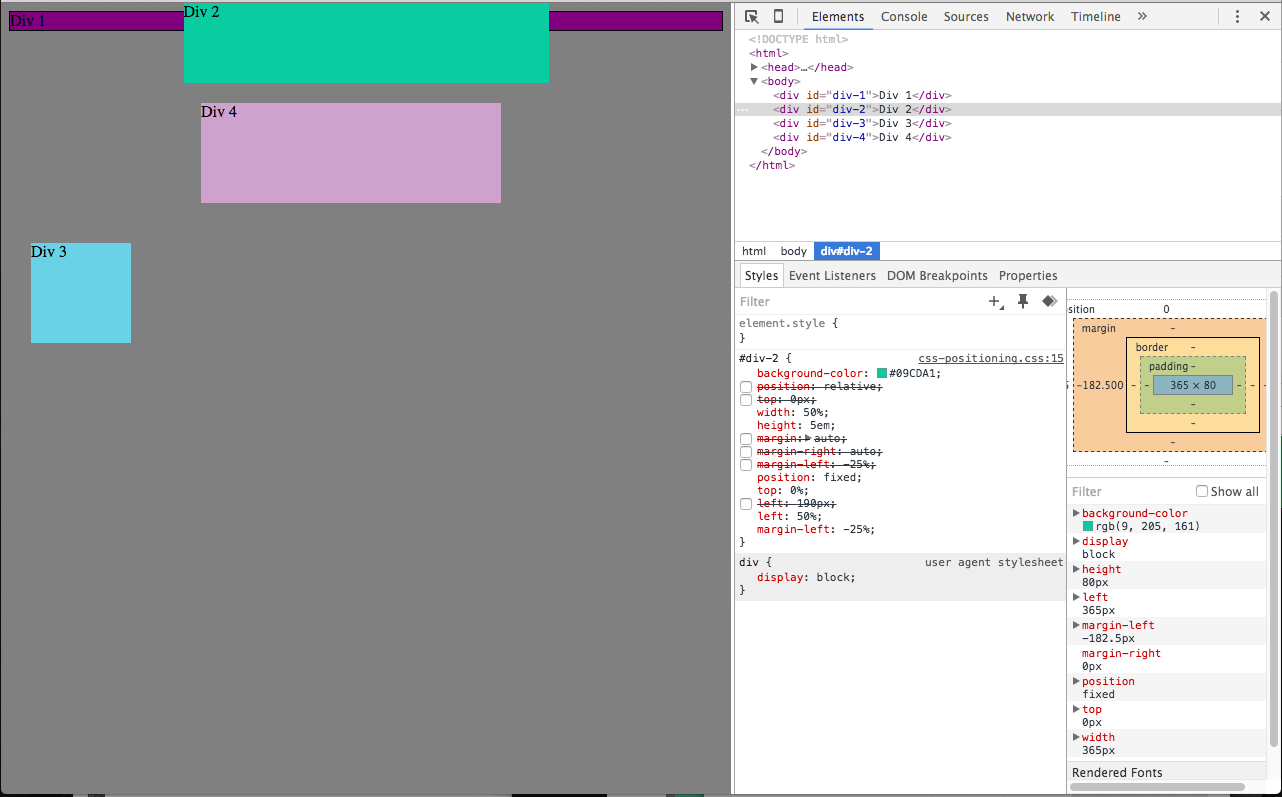 Div 1
Div 2
Div 4
Div 3
Elements Console Sources Network Timeline »
<!DOCTYPE html>
<html>
<head>…</head>
<body>
<div id="div-1">Div 1</div>
<div id="div-2">Div 2</div>
<div id="div-3">Div 3</div>
<div id="div-4">Div 4</div>
</body>
</html>
html body div#div-2
Styles Event Listeners DOM Breakpoints Properties
Filter
element.style {
}
#div-2 { css-positioning.css:15
background-color: #09CDA1;
position: relative;
top: 0px;
width: 50%;
height: 5em;
margin: auto;
margin-right: auto;
margin-left: -25%;
position: fixed;
top: 0%;
left: 190px;
left: 50%;
margin-left: -25%;
}
div { user agent stylesheet
display: block;
}
sition 0
margin -
border -
padding -
5 -182.500 - - 365 × 80 - - -
-
-
-
-
Filter Show all
background-color
rgb(9, 205, 161)
display
block
height
80px
left
365px
margin-left
-182.5px
margin-right
0px
position
fixed
top
0px
width
365px
Rendered Fonts